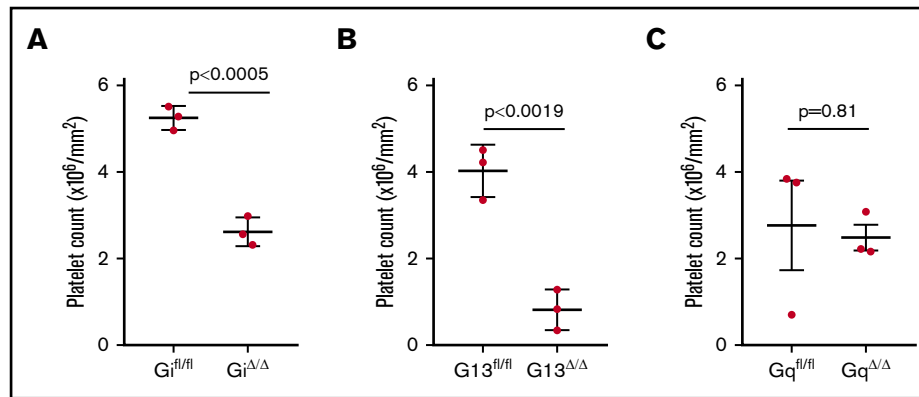 A
B
C
p<0.0005
p<0.0019
p=0.81
Platelet count (x10⁶/mm²)
6
4
2
0
Gi^fl/fl Gi^Δ/Δ
Platelet count (x10⁶/mm²)
6
4
2
0
G13^fl/fl G13^Δ/Δ
Platelet count (x10⁶/mm²)
6
4
2
0
Gq^fl/fl Gq^Δ/Δ